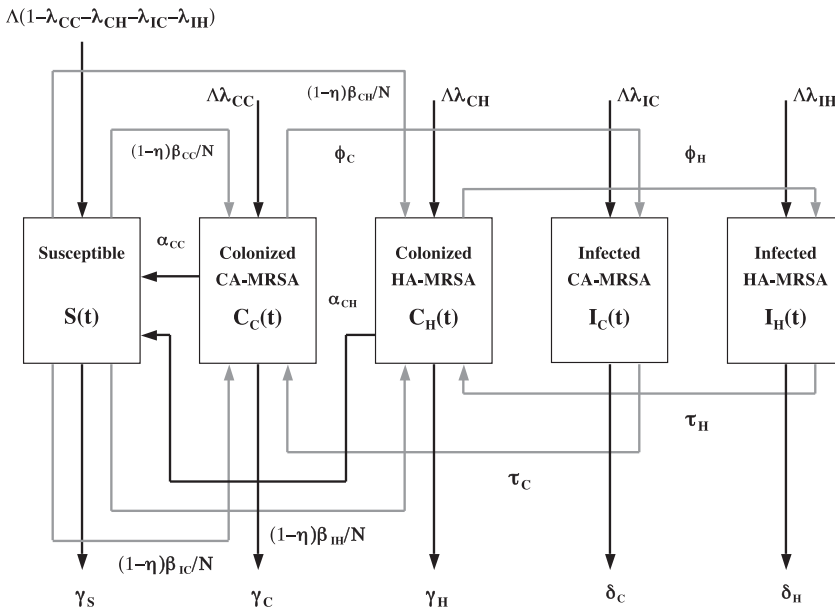 Λ(1−λCC−λCH−λIC−λIH)
(1−η)βCH/N
ΛλCC
ΛλCH
ΛλIC
ΛλIH
(1−η)βCC/N
ϕC
ϕH
Susceptible
S(t)
αCC
Colonized
CA-MRSA
CC(t)
αCH
Colonized
HA-MRSA
CH(t)
Infected
CA-MRSA
IC(t)
Infected
HA-MRSA
IH(t)
τH
τC
(1−η)βIC/N
(1−η)βIH/N
γS
γC
γH
δC
δH